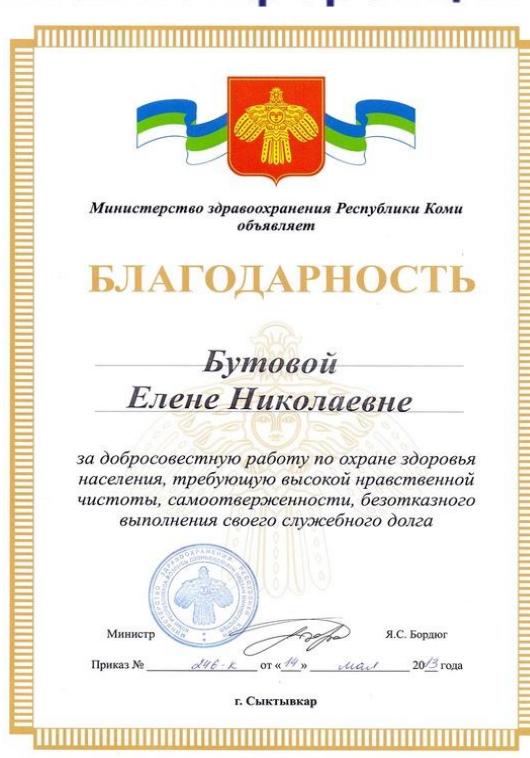 Министерство здравоохранения Республики Коми
объявляет
БЛАГОДАРНОСТЬ
Бутовой
Елене Николаевне
за добросовестную работу по охране здоровья
населения, требующую высокой нравственной
чистоты, самоотверженности, безотказного
выполнения своего служебного долга
Министр Я.С. Бордюг
Приказ № 246-к от « 14 » мая 2013 года
г. Сыктывкар